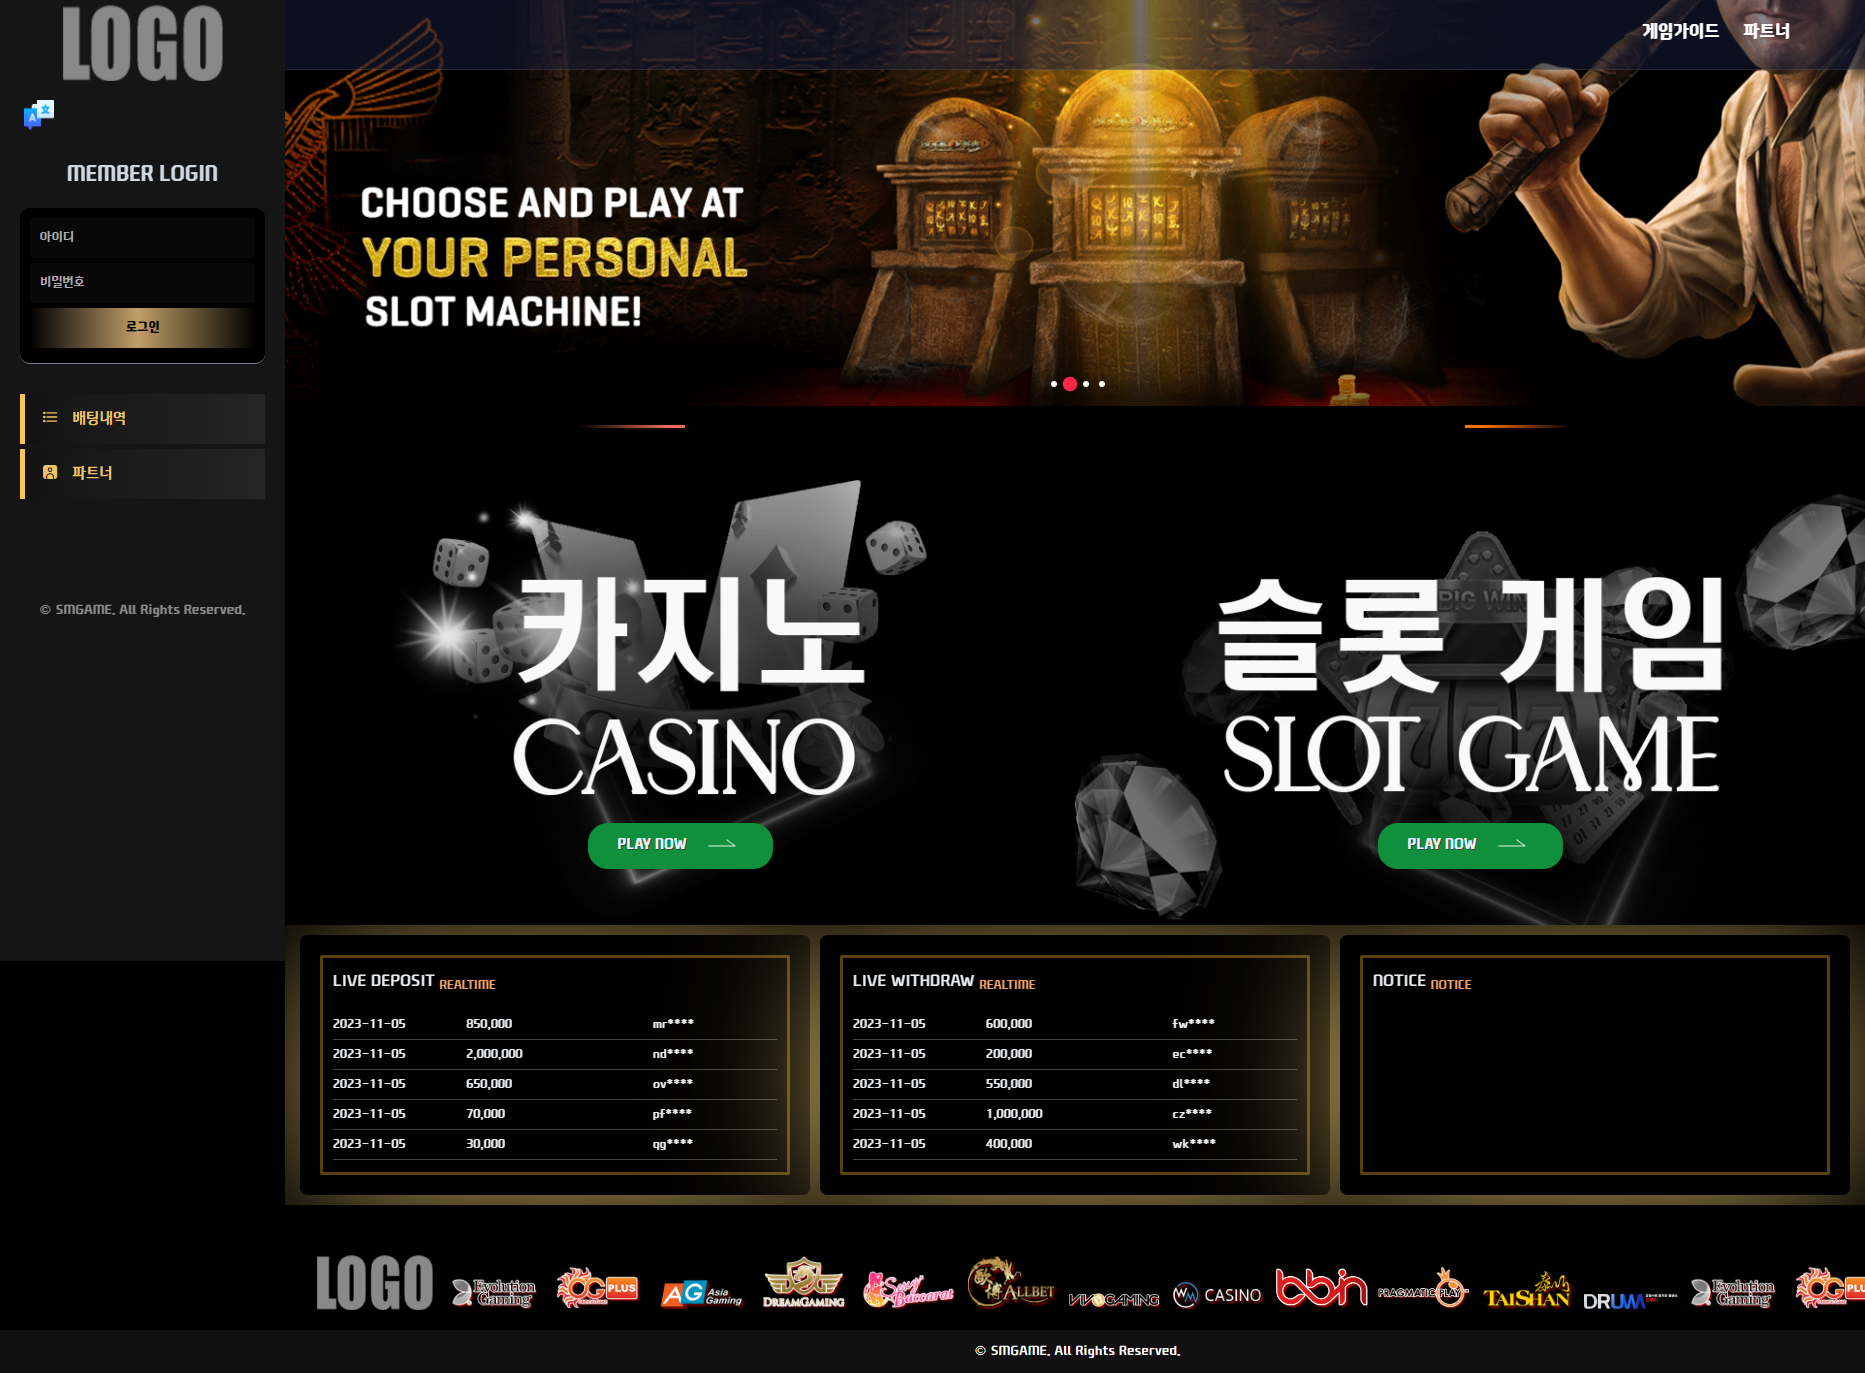 LOGO
게임가이드 파트너
MEMBER LOGIN
아이디
비밀번호
로그인
배팅내역
파트너
© SMGAME. All Rights Reserved.
CHOOSE AND PLAY AT
YOUR PERSONAL
SLOT MACHINE!
카지노
CASINO
PLAY NOW
BIG WIN
슬롯 게임
777
SLOT GAME
PLAY NOW
LIVE DEPOSIT REALTIME
2023-11-05 850,000 mr****
2023-11-05 2,000,000 nd****
2023-11-05 650,000 ov****
2023-11-05 70,000 pf****
2023-11-05 30,000 qg****
LIVE WITHDRAW REALTIME
2023-11-05 600,000 fw****
2023-11-05 200,000 ec****
2023-11-05 550,000 dl****
2023-11-05 1,000,000 cz****
2023-11-05 400,000 wk****
NOTICE NOTICE
LOGO
Evolution Gaming
OG PLUS
AG Asia Gaming
DREAMGAMING
Sexy Baccarat
ALLBET
VIVOGAMING
WM CASINO
bbin
PRAGMATIC PLAY
TAISHAN
Evolution Gaming
© SMGAME. All Rights Reserved.